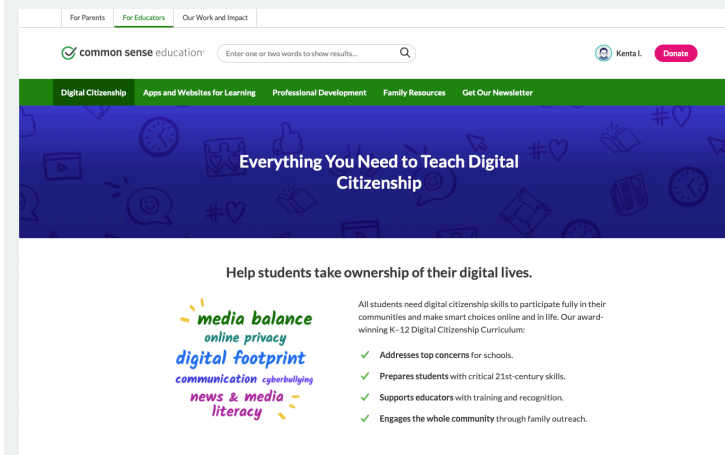 For Parents
For Educators
Our Work and Impact
common sense education®
Enter one or two words to show results...
Kenta I.
Donate
Digital Citizenship
Apps and Websites for Learning
Professional Development
Family Resources
Get Our Newsletter
Everything You Need to Teach Digital
Citizenship
Help students take ownership of their digital lives.
media balance
online privacy
digital footprint
communication cyberbullying
news & media
literacy
All students need digital citizenship skills to participate fully in their
communities and make smart choices online and in life. Our award-
winning K–12 Digital Citizenship Curriculum:
Addresses top concerns for schools.
Prepares students with critical 21st-century skills.
Supports educators with training and recognition.
Engages the whole community through family outreach.